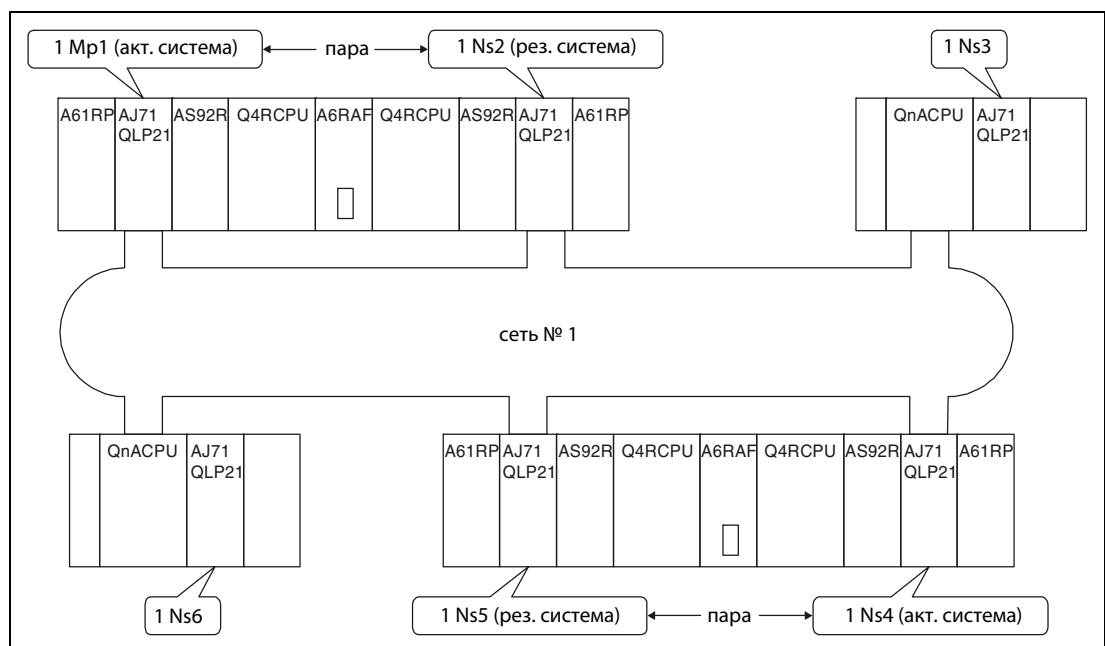 1 Mp1 (акт. система) пара 1 Ns2 (рез. система) 1 Ns3
A61RP AJ71 AS92R Q4RCPU A6RAF Q4RCPU AS92R AJ71 A61RP QnACPU AJ71
QLP21 QLP21 QLP21
сеть № 1
QnACPU AJ71 A61RP AJ71 AS92R Q4RCPU A6RAF Q4RCPU AS92R AJ71 A61RP
QLP21 QLP21 QLP21
1 Ns6 1 Ns5 (рез. система) пара 1 Ns4 (акт. система)